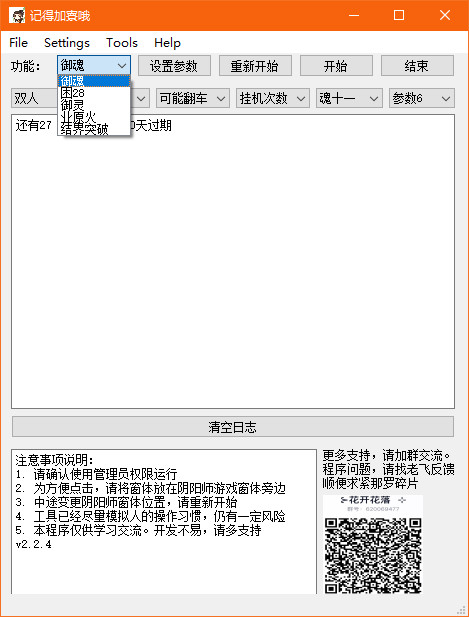 记得加寮哦
File Settings Tools Help
功能： 御魂 设置参数 重新开始 开始 结束
御魂
困28
御灵
业原火
结界突破
双人 可能翻车 挂机次数 魂十一 参数6
还有27 0天过期
清空日志
注意事项说明：
1. 请确认使用管理员权限运行
2. 为方便点击，请将窗体放在阴阳师游戏窗体旁边
3. 中途变更阴阳师窗体位置，请重新开始
4. 工具已经尽量模拟人的操作习惯，仍有一定风险
5. 本程序仅供学习交流。开发不易，请多支持
v2.2.4
更多支持，请加群交流。
程序问题，请找老飞反馈
顺便求紧那罗碎片
花开花落